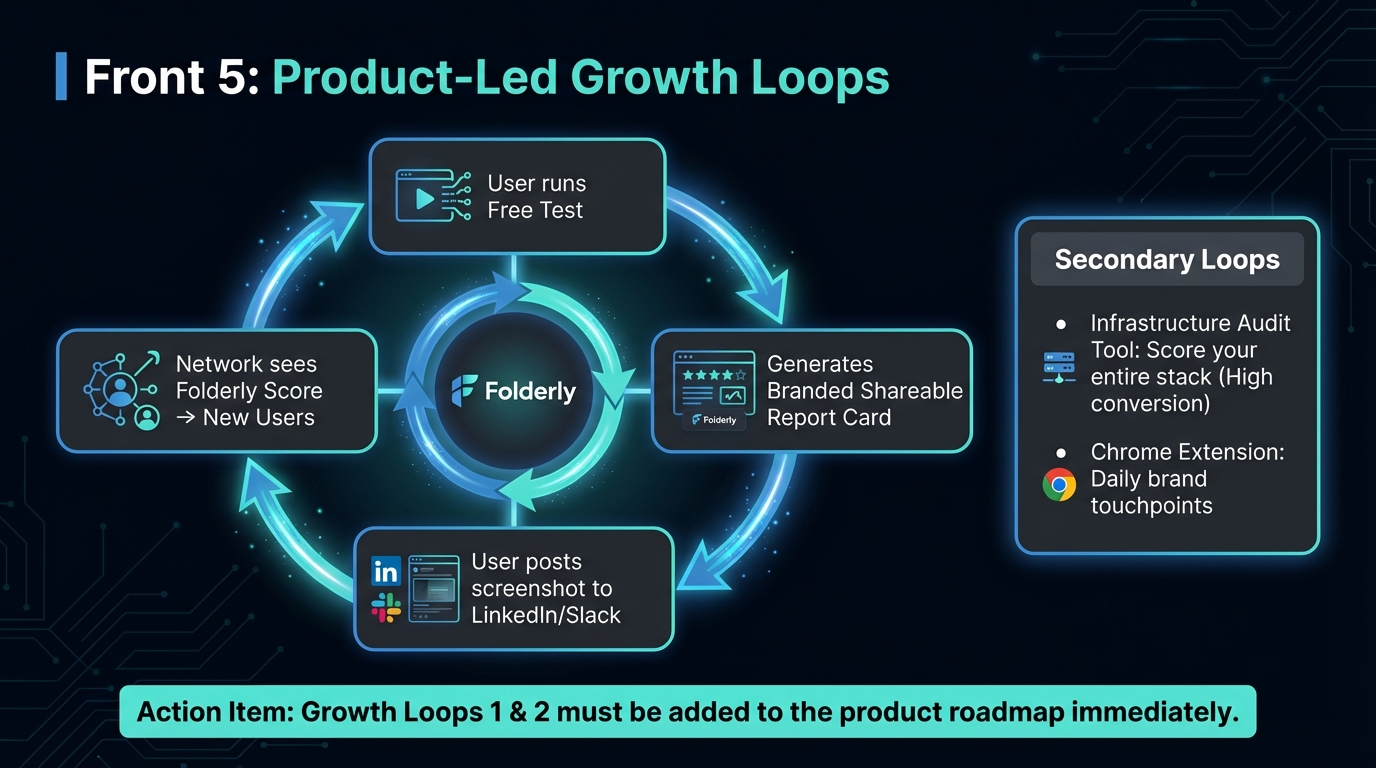 Front 5: Product-Led Growth Loops
User runs
Free Test
Generates
Branded Shareable
Report Card
Folderly
User posts
screenshot to
LinkedIn/Slack
in
Network sees
Folderly Score
→ New Users
Folderly
Secondary Loops
• Infrastructure Audit
Tool: Score your
entire stack (High
conversion)
• Chrome Extension:
Daily brand
touchpoints
Action Item: Growth Loops 1 & 2 must be added to the product roadmap immediately.